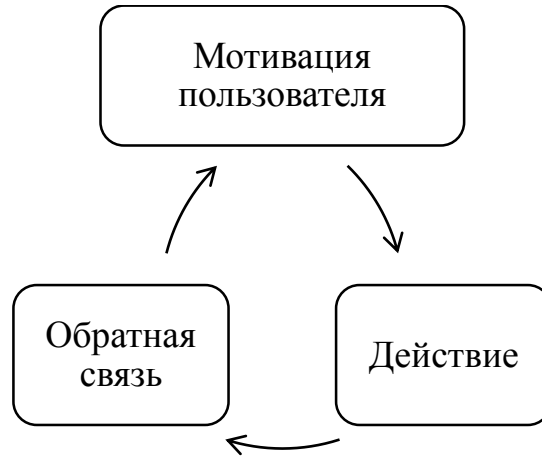 Мотивация
пользователя
Обратная
связь
Действие